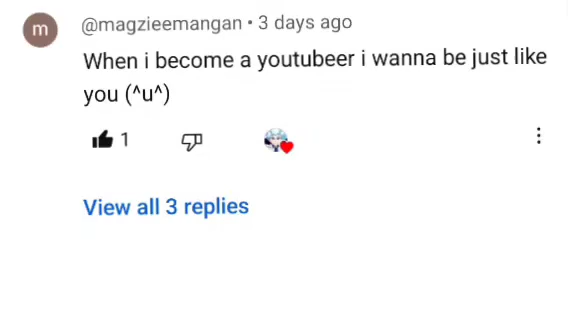 m
@magzieemangan • 3 days ago
When i become a youtubeer i wanna be just like
you (^u^)
1
View all 3 replies